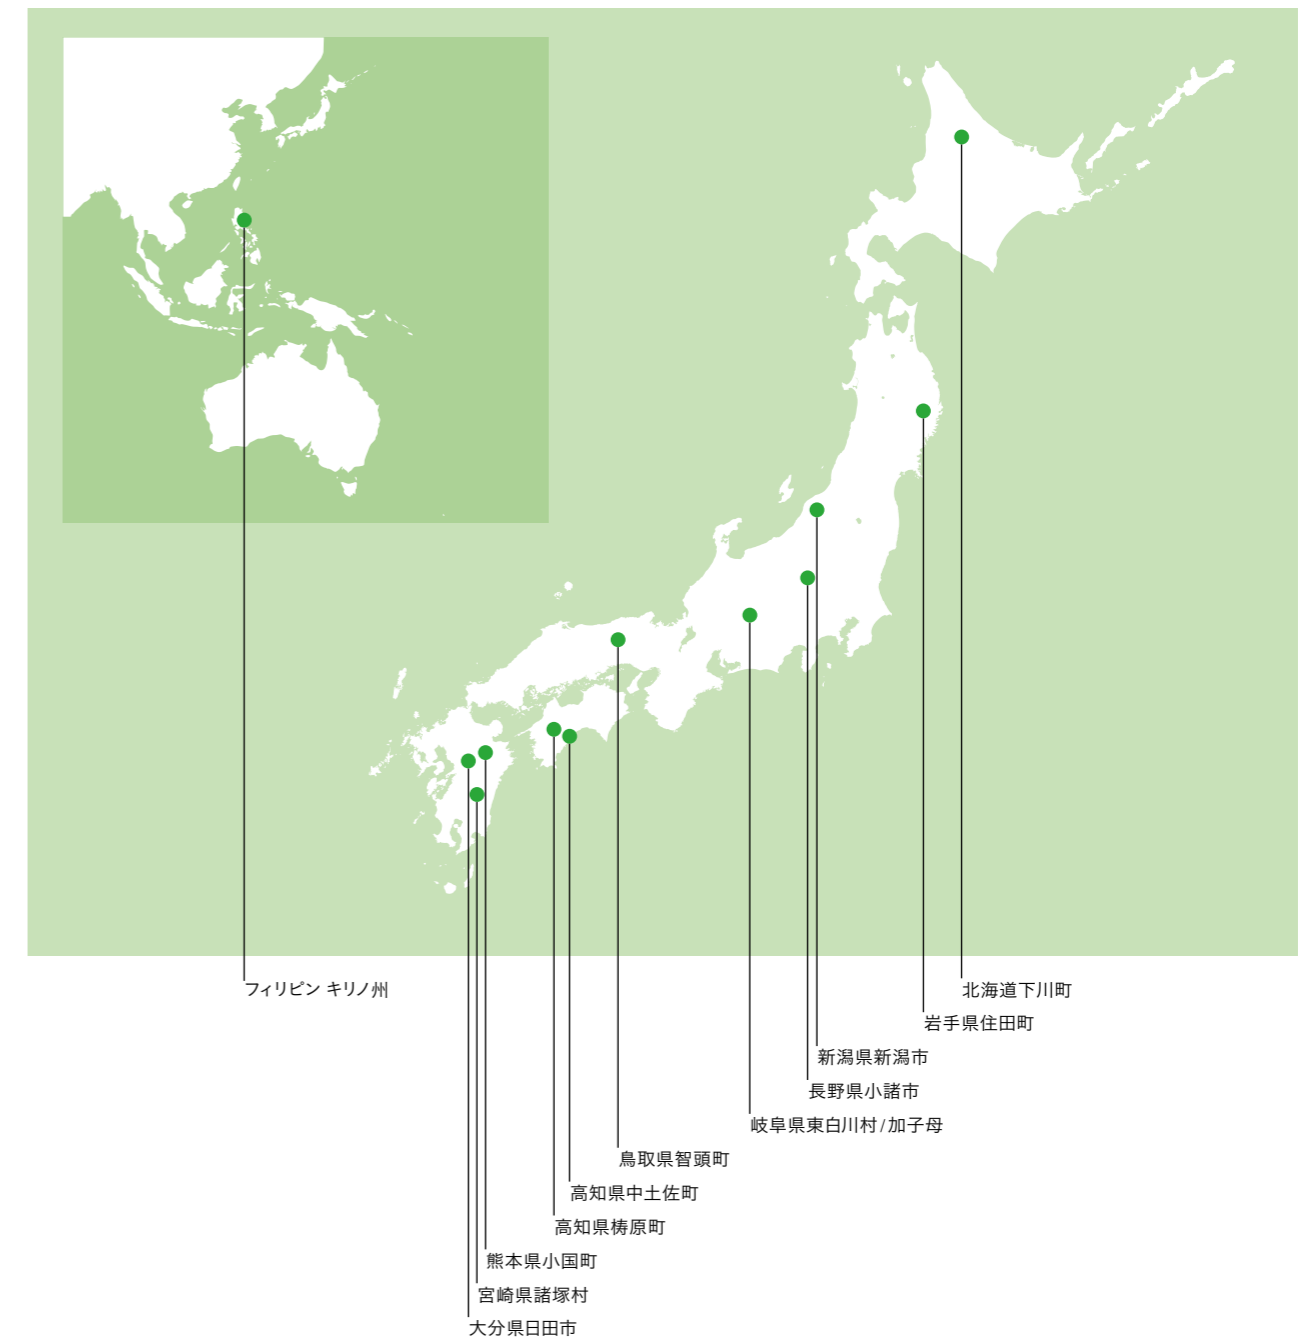 フィリピン キリノ州
北海道下川町
岩手県住田町
新潟県新潟市
長野県小諸市
岐阜県東白川村/加子母
鳥取県智頭町
高知県中土佐町
高知県梼原町
熊本県小国町
宮崎県諸塚村
大分県日田市